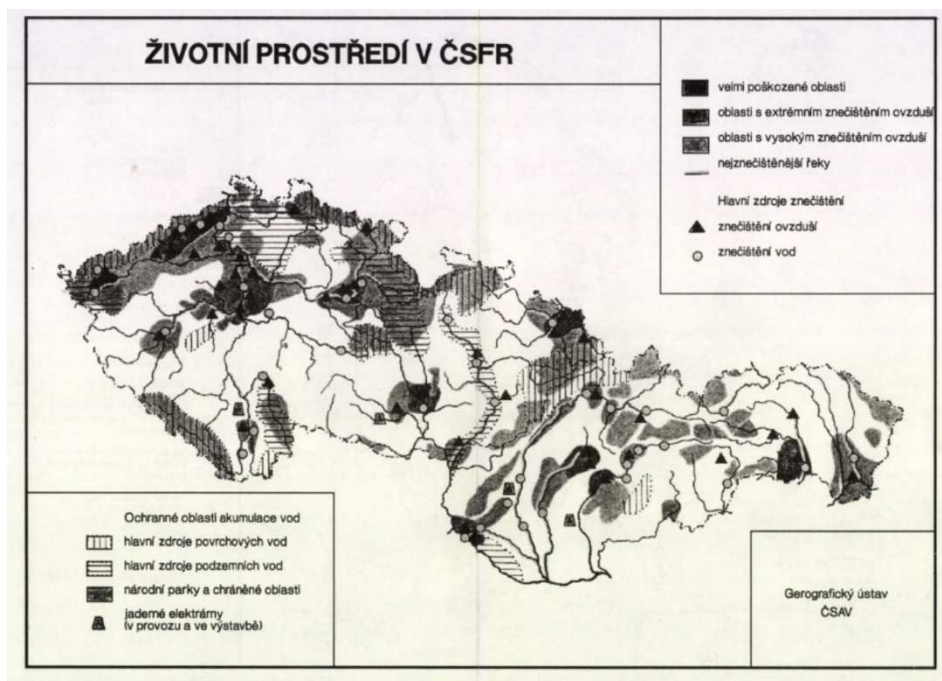 ŽIVOTNÍ PROSTŘEDÍ V ČSFR
velmi poškozené oblasti
oblasti s extrémním znečištěním ovzduší
oblasti s vysokým znečištěním ovzduší
nejznečištěnější řeky
Hlavní zdroje znečištění
znečištění ovzduší
znečištění vod
Ochranné oblasti akumulace vod
hlavní zdroje povrchových vod
hlavní zdroje podzemních vod
národní parky a chráněné oblasti
jaderné elektrárny
(v provozu a ve výstavbě)
Gerografický ústav
ČSAV